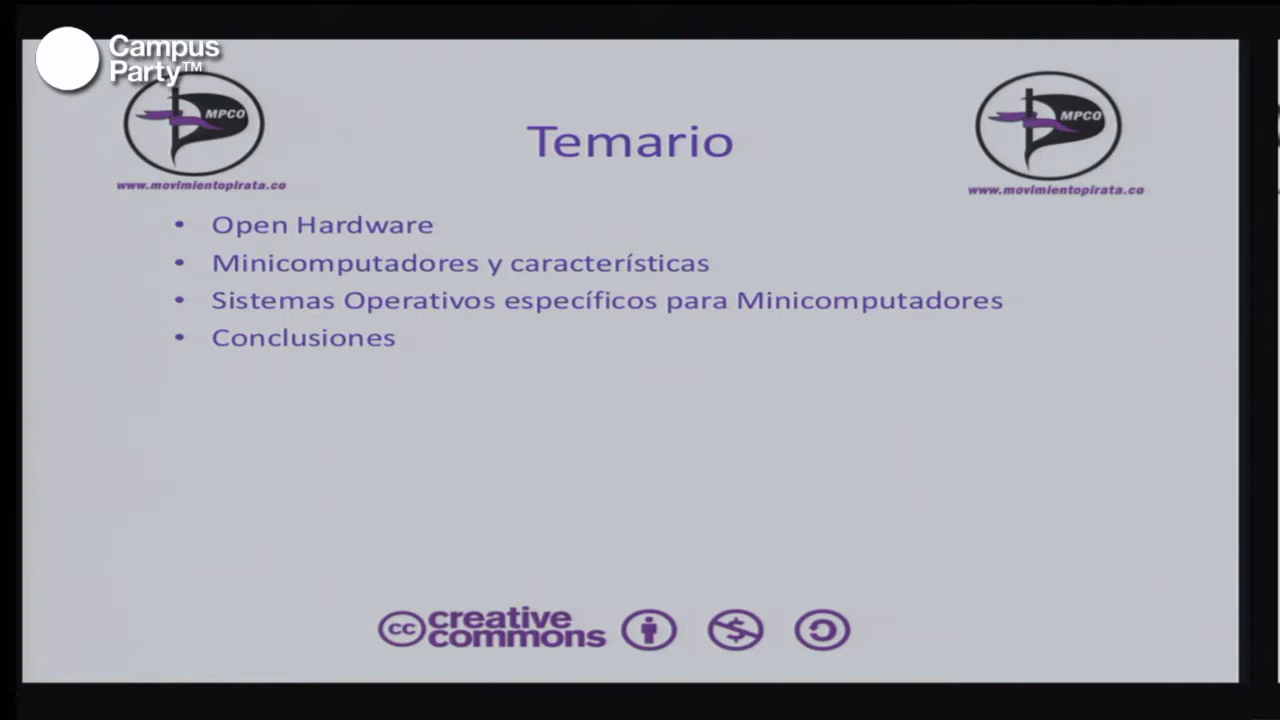 Campus
Party™
MPCO
www.movimientopirata.co
Temario
MPCO
www.movimientopirata.co
• Open Hardware
• Minicomputadores y características
• Sistemas Operativos específicos para Minicomputadores
• Conclusiones
cc creative
commons